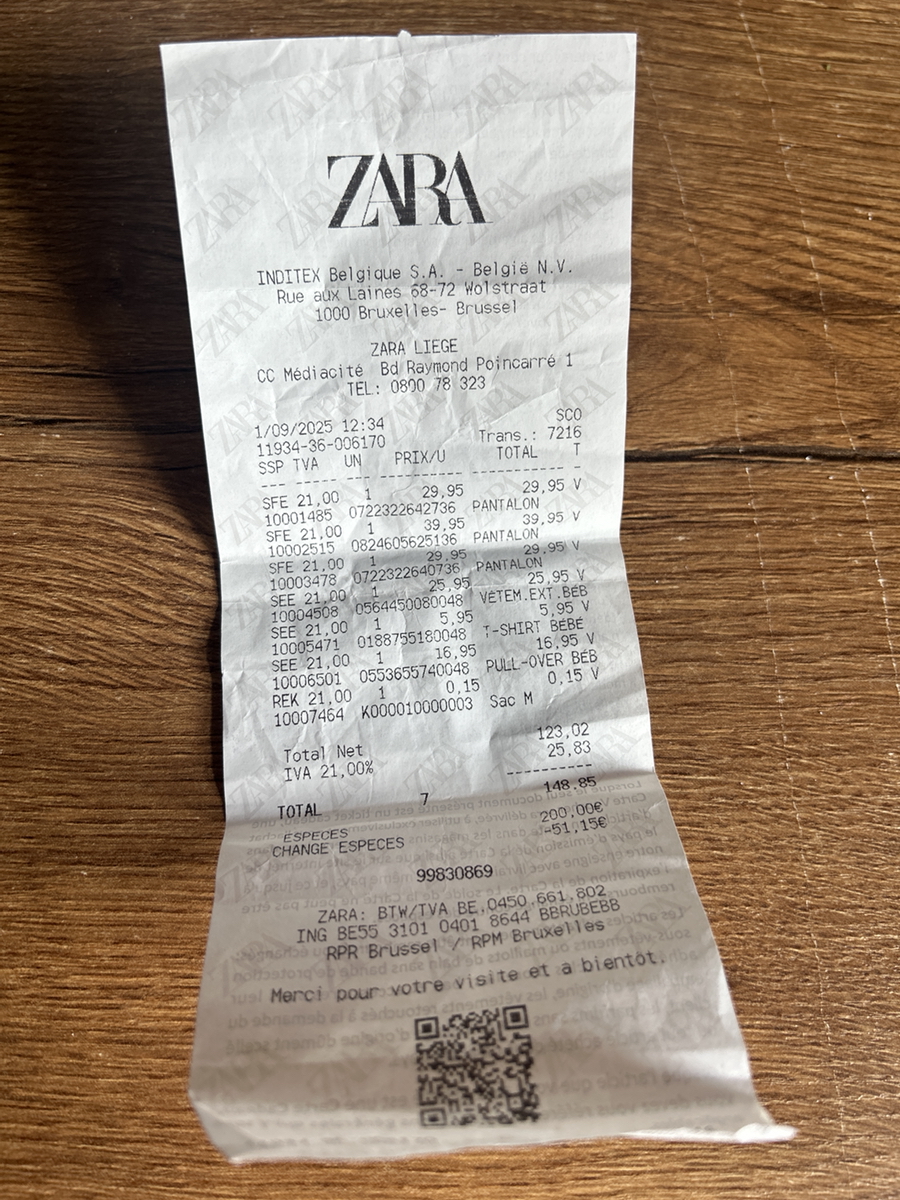 ZARA
INDITEX Belgique S.A. - België N.V.
Rue aux Laines 68-72 Wolstraat
1000 Bruxelles- Brussel
ZARA LIEGE
CC Médiacité Bd Raymond Poincarré 1
TEL: 0800 78 323
SCO
1/09/2025 12:34
11934-36-006170 Trans.: 7216
SSP TVA UN PRIX/U TOTAL T
SFE 21,00 1 29,95 29,95 V
10001485 0722322642736 PANTALON
SFE 21,00 1 39,95 39,95 V
10002515 0824605625136 PANTALON
SFE 21,00 1 29,95 29,95 V
10003478 0722322640736 PANTALON
SEE 21,00 1 25,95 25,95 V
10004508 0564450080048 VÊTEM.EXT.BÉB
SEE 21,00 1 5,95 5,95 V
10005471 0188755180048 T-SHIRT BÉBÉ
SEE 21,00 1 16,95 16,95 V
10006501 0553655740048 PULL-OVER BÉB
REK 21,00 1 0,15 0,15 V
10007464 K000010000003 Sac M
Total Net 123,02
IVA 21,00% 25,83
TOTAL 7 148,85
ESPECES 200,00€
CHANGE ESPECES -51,15€
99830869
ZARA: BTW/TVA BE.0450.661.802
ING BE55 3101 0401 8644 BBRUBEBB
RPR Brussel / RPM Bruxelles
Merci pour votre visite et a bientôt.